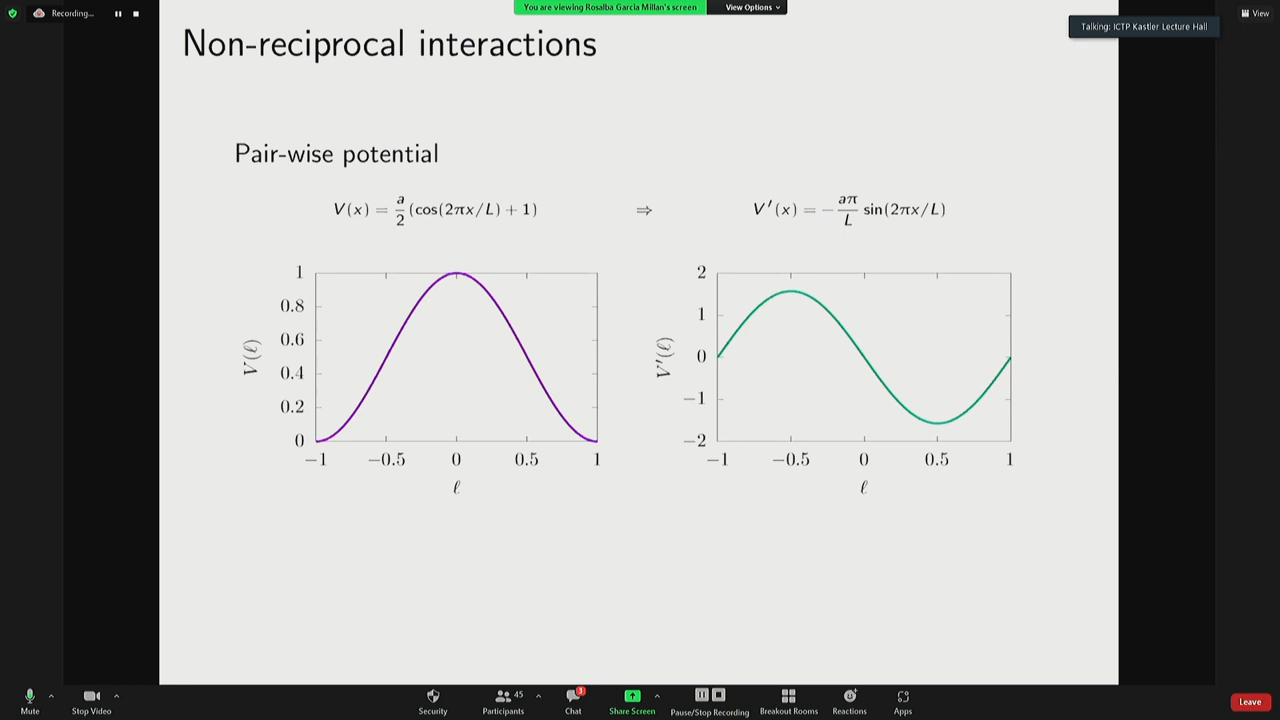 Recording...
You are viewing Rosalba Garcia Millan's screen
View Options
View
Talking: ICTP Kastler Lecture Hall
Non-reciprocal interactions
Pair-wise potential
V(x) = a/2 (cos(2πx/L) + 1) ⇒ V′(x) = − aπ/L sin(2πx/L)
1
0.8
0.6
0.4
0.2
0
V(ℓ)
−1 −0.5 0 0.5 1
ℓ
2
1
0
−1
−2
V′(ℓ)
−1 −0.5 0 0.5 1
ℓ
Mute
Stop Video
Security
45
Participants
3
Chat
Share Screen
Pause/Stop Recording
Breakout Rooms
Reactions
Apps
Leave